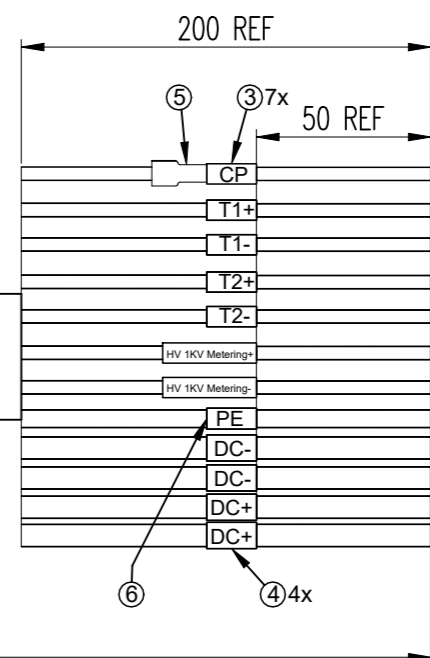 200 REF
⑤ ③7x
50 REF
CP
T1+
T1-
T2+
T2-
HV 1KV Metering+
HV 1KV Metering-
PE
DC-
DC-
DC+
DC+
⑥ ④4x